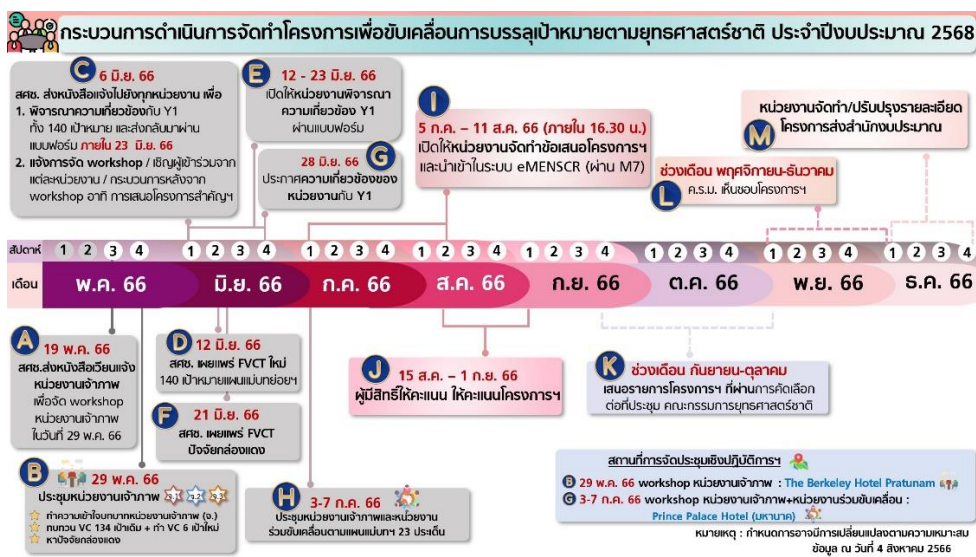 กระบวนการดำเนินการจัดทำโครงการเพื่อขับเคลื่อนการบรรลุเป้าหมายตามยุทธศาสตร์ชาติ ประจำปีงบประมาณ 2568
C
6 มิ.ย. 66
สศช. ส่งหนังสือแจ้งไปยังทุกหน่วยงาน เพื่อ
1. พิจารณาความเกี่ยวข้องกับ Y1
ทั้ง 140 เป้าหมาย และส่งกลับมาผ่าน
แบบฟอร์ม ภายใน 23 มิ.ย. 66
2. แจ้งการจัด workshop / เชิญผู้เข้าร่วมจาก
แต่ละหน่วยงาน / กระบวนการหลังจาก
workshop อาทิ การเสนอโครงการสำคัญฯ
E
12 - 23 มิ.ย. 66
เปิดให้หน่วยงานพิจารณา
ความเกี่ยวข้อง Y1
ผ่านแบบฟอร์ม
28 มิ.ย. 66
G
ประกาศความเกี่ยวข้องของ
หน่วยงานกับ Y1
I
5 ก.ค. – 11 ส.ค. 66 (ภายใน 16.30 น.)
เปิดให้หน่วยงานจัดทำข้อเสนอโครงการฯ
และนำเข้าในระบบ eMENSCR (ผ่าน M7)
หน่วยงานจัดทำ/ปรับปรุงรายละเอียด
M
โครงการส่งสำนักงบประมาณ
ช่วงเดือน พฤศจิกายน-ธันวาคม
L
ค.ร.ม. เห็นชอบโครงการฯ
สัปดาห์ 1 2 3 4 1 2 3 4 1 2 3 4 1 2 3 4 1 2 3 4 1 2 3 4 1 2 3 4 1 2 3 4
เดือน พ.ค. 66 มิ.ย. 66 ก.ค. 66 ส.ค. 66 ก.ย. 66 ต.ค. 66 พ.ย. 66 ธ.ค. 66
A
19 พ.ค. 66
สศช.ส่งหนังสือเวียนแจ้ง
หน่วยงานเจ้าภาพ
เพื่อจัด workshop
หน่วยงานเจ้าภาพ
ในวันที่ 29 พ.ค. 66
D
12 มิ.ย. 66
สศช. เผยแพร่ FVCT ใหม่
140 เป้าหมายแผนแม่บทย่อยฯ
F
21 มิ.ย. 66
สศช. เผยแพร่ FVCT
ปัจจัยกล่องแดง
J
15 ส.ค. – 1 ก.ย. 66
ผู้มีสิทธิ์ให้คะแนน ให้คะแนนโครงการฯ
K
ช่วงเดือน กันยายน-ตุลาคม
เสนอรายการโครงการฯ ที่ผ่านการคัดเลือก
ต่อที่ประชุม คณะกรรมการยุทธศาสตร์ชาติ
B
29 พ.ค. 66
ประชุมหน่วยงานเจ้าภาพ
ทำความเข้าใจบทบาทหน่วยงานเจ้าภาพ (จ.)
ทบทวน VC 134 เป้าเดิม + ทำ VC 6 เป้าใหม่
หาปัจจัยกล่องแดง
H
3-7 ก.ค. 66
ประชุมหน่วยงานเจ้าภาพและหน่วยงาน
ร่วมขับเคลื่อนตามแผนแม่บทฯ 23 ประเด็น
สถานที่การจัดประชุมเชิงปฏิบัติการฯ
B 29 พ.ค. 66 workshop หน่วยงานเจ้าภาพ : The Berkeley Hotel Pratunam
G 3-7 ก.ค. 66 workshop หน่วยงานเจ้าภาพ+หน่วยงานร่วมขับเคลื่อน :
Prince Palace Hotel (มหานาค)
หมายเหตุ : กำหนดการอาจมีการเปลี่ยนแปลงตามความเหมาะสม
ข้อมูล ณ วันที่ 4 สิงหาคม 2566